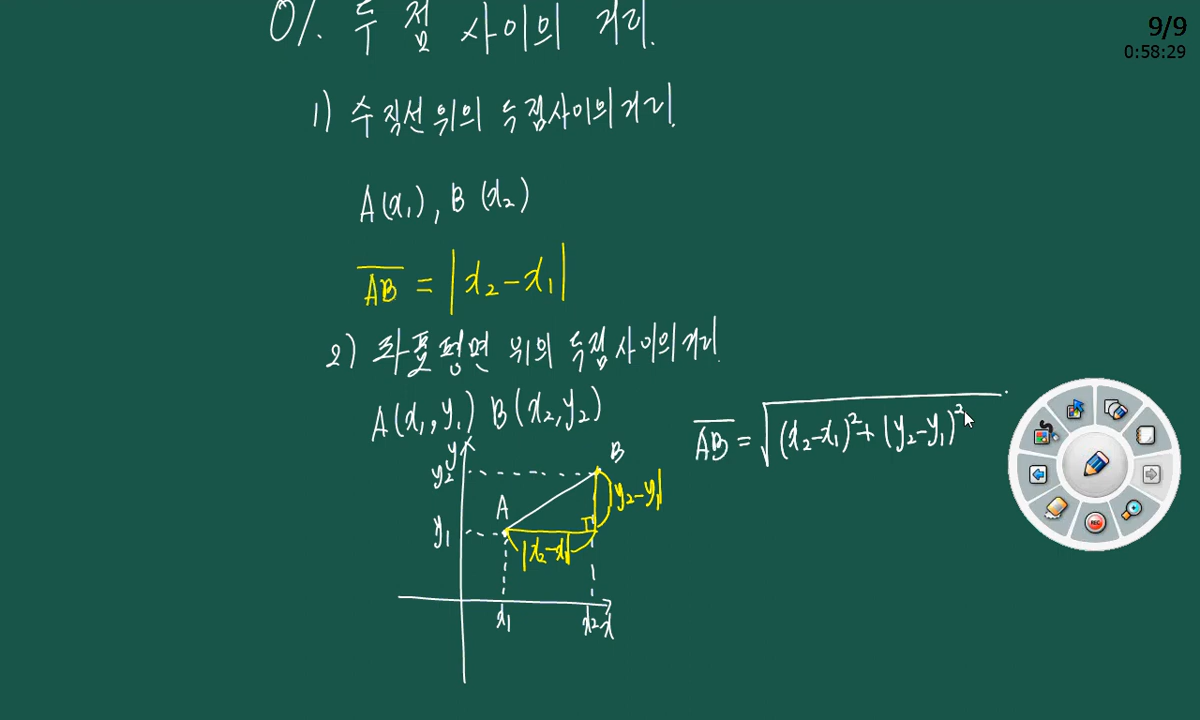 01. 두 점 사이의 거리.
9/9
0:58:29
1) 수직선 위의 두점사이의 거리.
A(x₁), B(x₂)
AB̅ = |x₂-x₁|
2) 좌표평면 위의 두점사이의 거리.
A(x₁, y₁) B(x₂, y₂)
AB̅ = √((x₂-x₁)²+(y₂-y₁)²)
y
B
y₂
A
|y₂-y₁|
y₁
|x₂-x₁|
x₁
x₂
x
REC